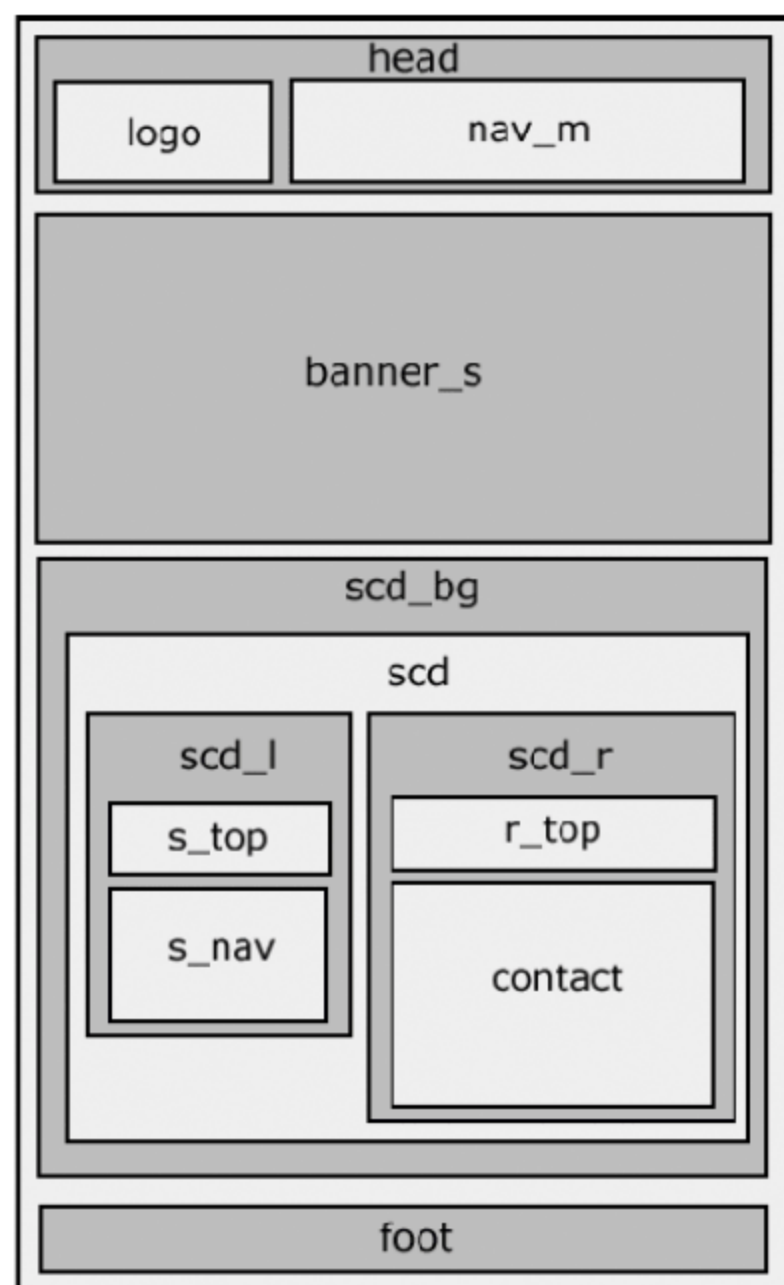 head
logo
nav_m
banner_s
scd_bg
scd
scd_l
scd_r
s_top
r_top
s_nav
contact
foot